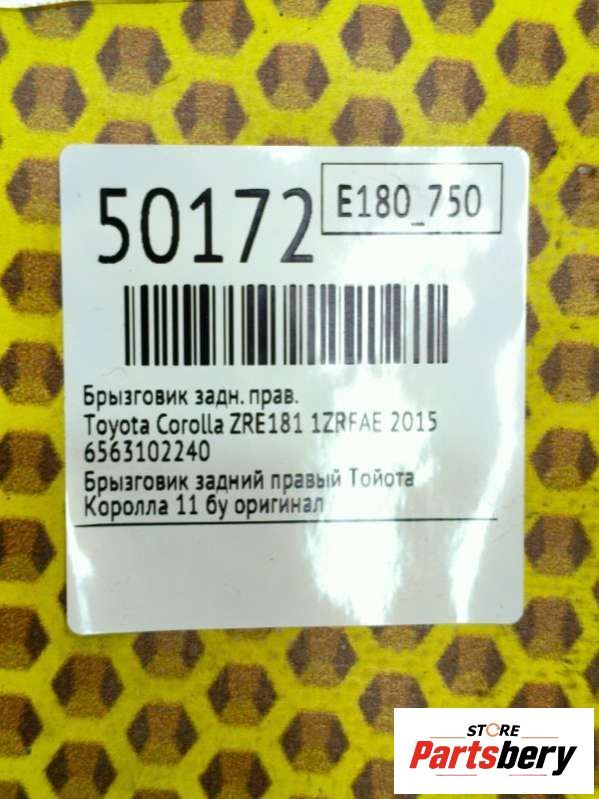 50172
E180_750
Брызговик задн. прав.
Toyota Corolla ZRE181 1ZRFAE 2015
6563102240
Брызговик задний правый Тойота
Королла 11 бу оригинал
STORE
Partsbery